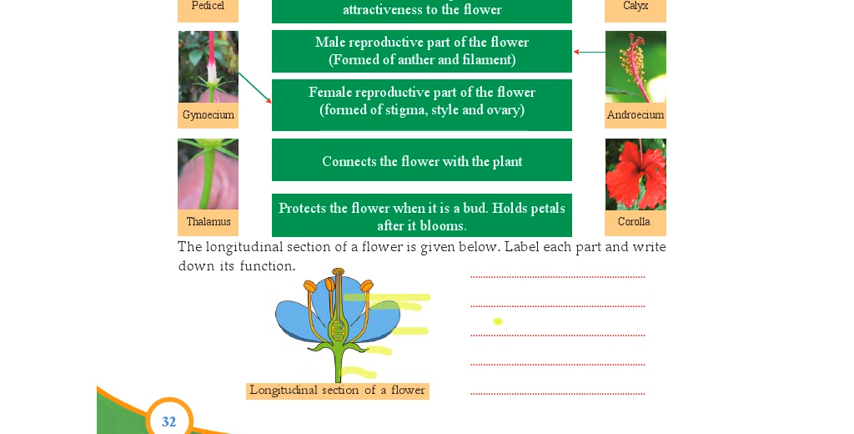 Pedicel
attractiveness to the flower
Calyx
Male reproductive part of the flower
(Formed of anther and filament)
Female reproductive part of the flower
(formed of stigma, style and ovary)
Gynoecium
Androecium
Connects the flower with the plant
Protects the flower when it is a bud. Holds petals
after it blooms.
Thalamus
Corolla
The longitudinal section of a flower is given below. Label each part and write
down its function.
Longitudinal section of a flower
32